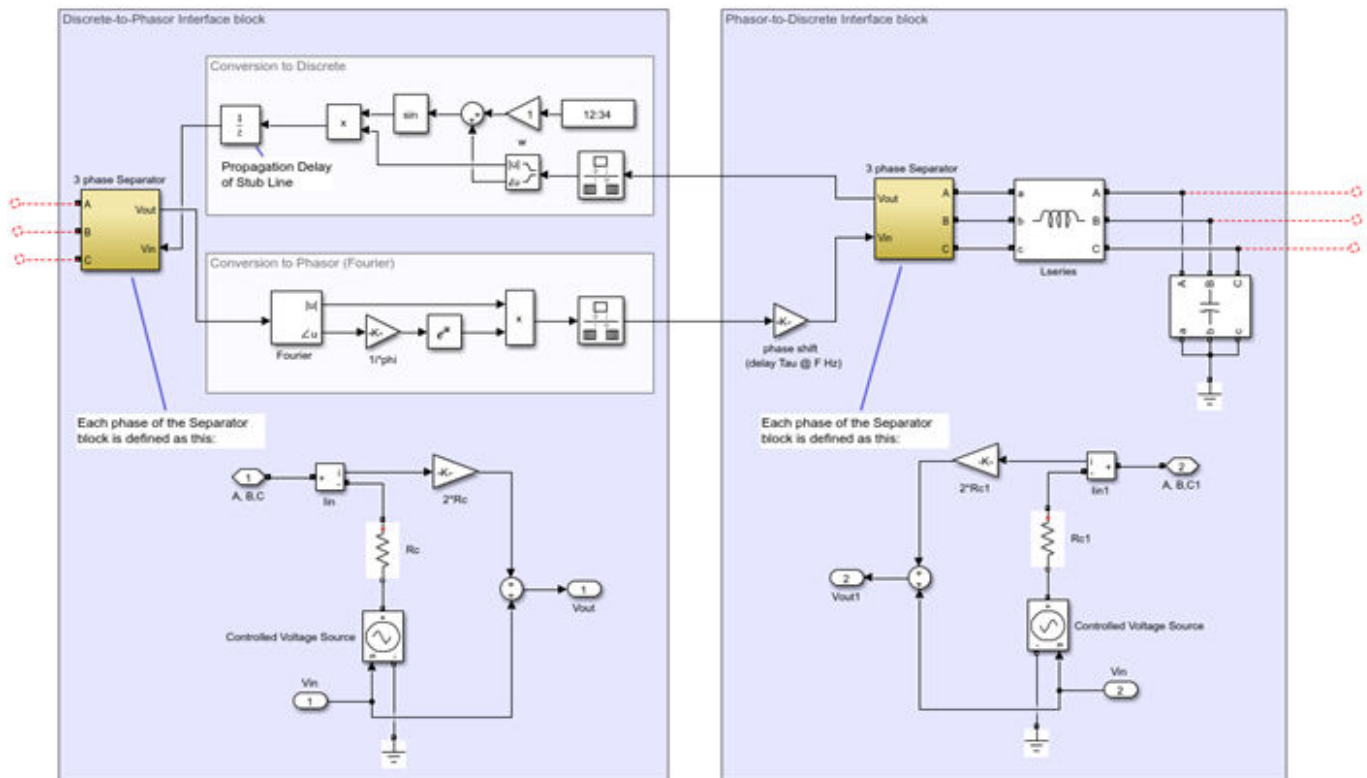 Discrete-to-Phasor Interface block
Conversion to Discrete
1
z
x
sin
1
12:34
w
|u|
∠u
Propagation Delay
of Stub Line
3 phase Separator
A
B
C
Vout
Vin
Conversion to Phasor (Fourier)
|u|
∠u
Fourier
-K-
1i*phi
x
Each phase of the Separator
block is defined as this:
1
A, B,C
+
i
-
Iin
-K-
2*Rc
Rc
1
Vout
Controlled Voltage Source
Vin
1
Phasor-to-Discrete Interface block
3 phase Separator
Vout
Vin
A
B
C
a
b
c
A
B
C
Lseries
A
B
C
a
b
c
-K-
phase shift
(delay Tau @ F Hz)
Each phase of the Separator
block is defined as this:
-K-
2*Rc1
i
-
+
Iin1
2
A, B,C1
Rc1
2
Vout1
Controlled Voltage Source
Vin
2